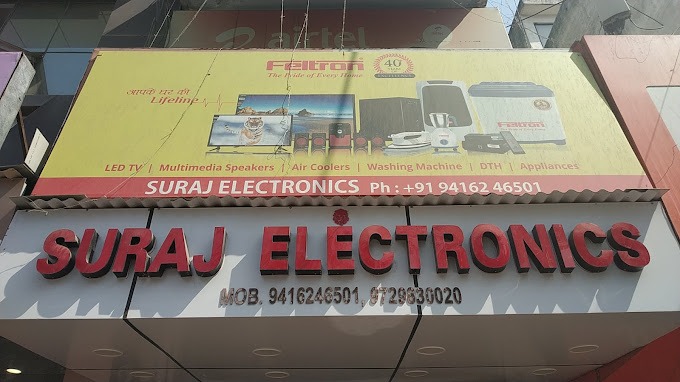 airtel
Feltron
The Pride of Every Home
40
आपके घर की
Lifeline
Feltron
LED TV | Multimedia Speakers | Air Coolers | Washing Machine | DTH | Appliances
SURAJ ELECTRONICS Ph : +91 94162 46501
SURAJ ELECTRONICS
MOB. 9416246501, 9729830020